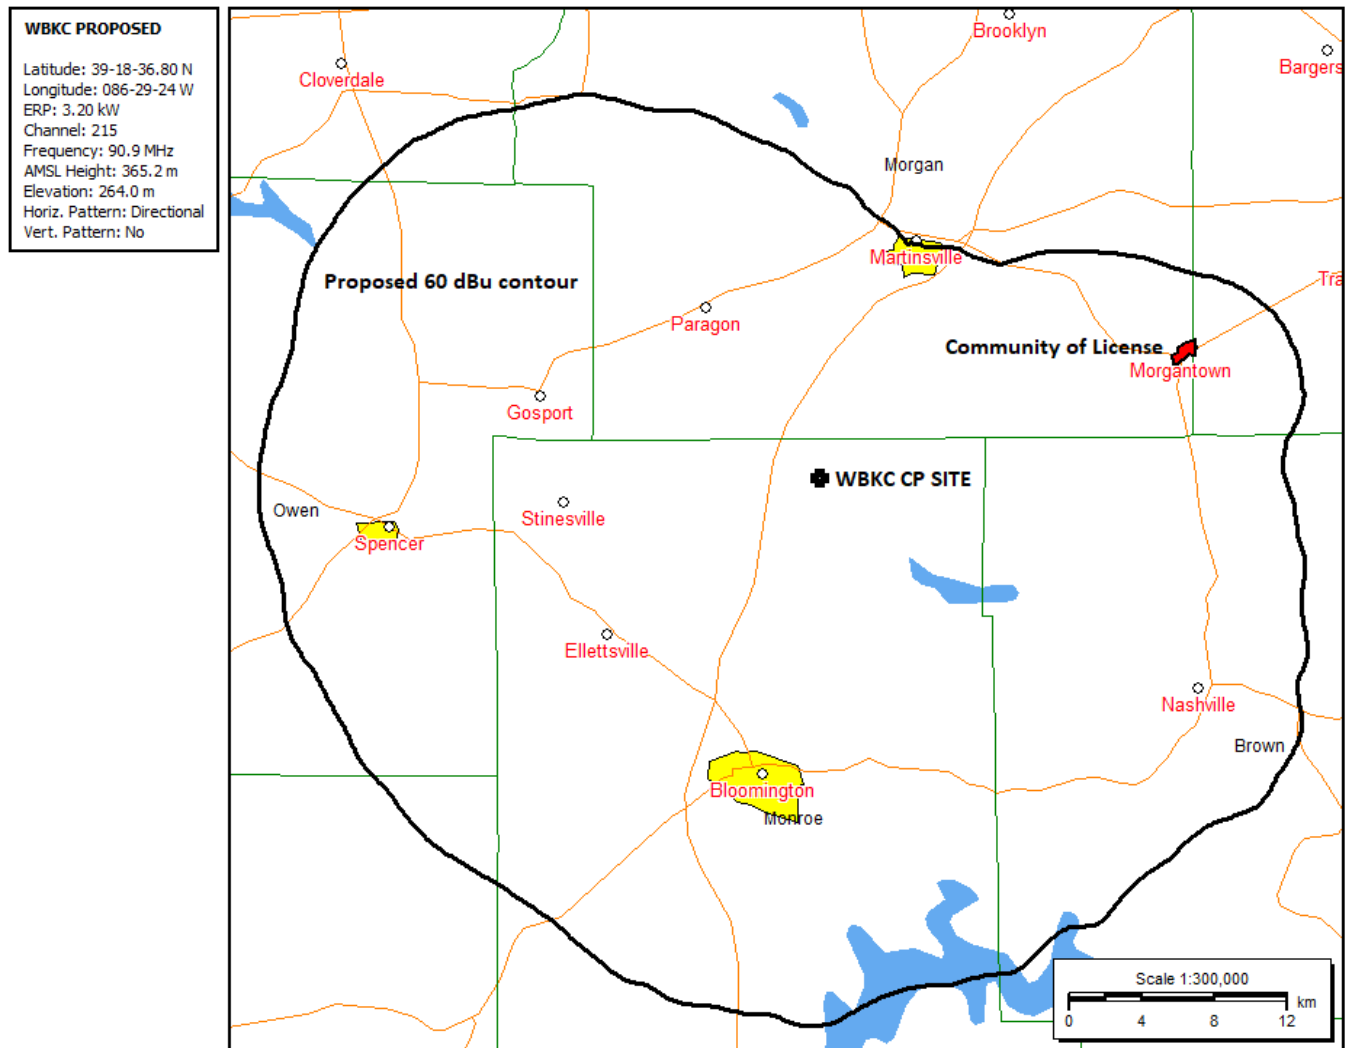 WBKC PROPOSED
Latitude: 39-18-36.80 N
Longitude: 086-29-24 W
ERP: 3.20 kW
Channel: 215
Frequency: 90.9 MHz
AMSL Height: 365.2 m
Elevation: 264.0 m
Horiz. Pattern: Directional
Vert. Pattern: No
Brooklyn
Bargers
Cloverdale
Morgan
Martinsville
Proposed 60 dBu contour
Tra
Paragon
Community of License
Morgantown
Gosport
WBKC CP SITE
Owen
Stinesville
Spencer
Ellettsville
Nashville
Brown
Bloomington
Monroe
Scale 1:300,000
km
0 4 8 12